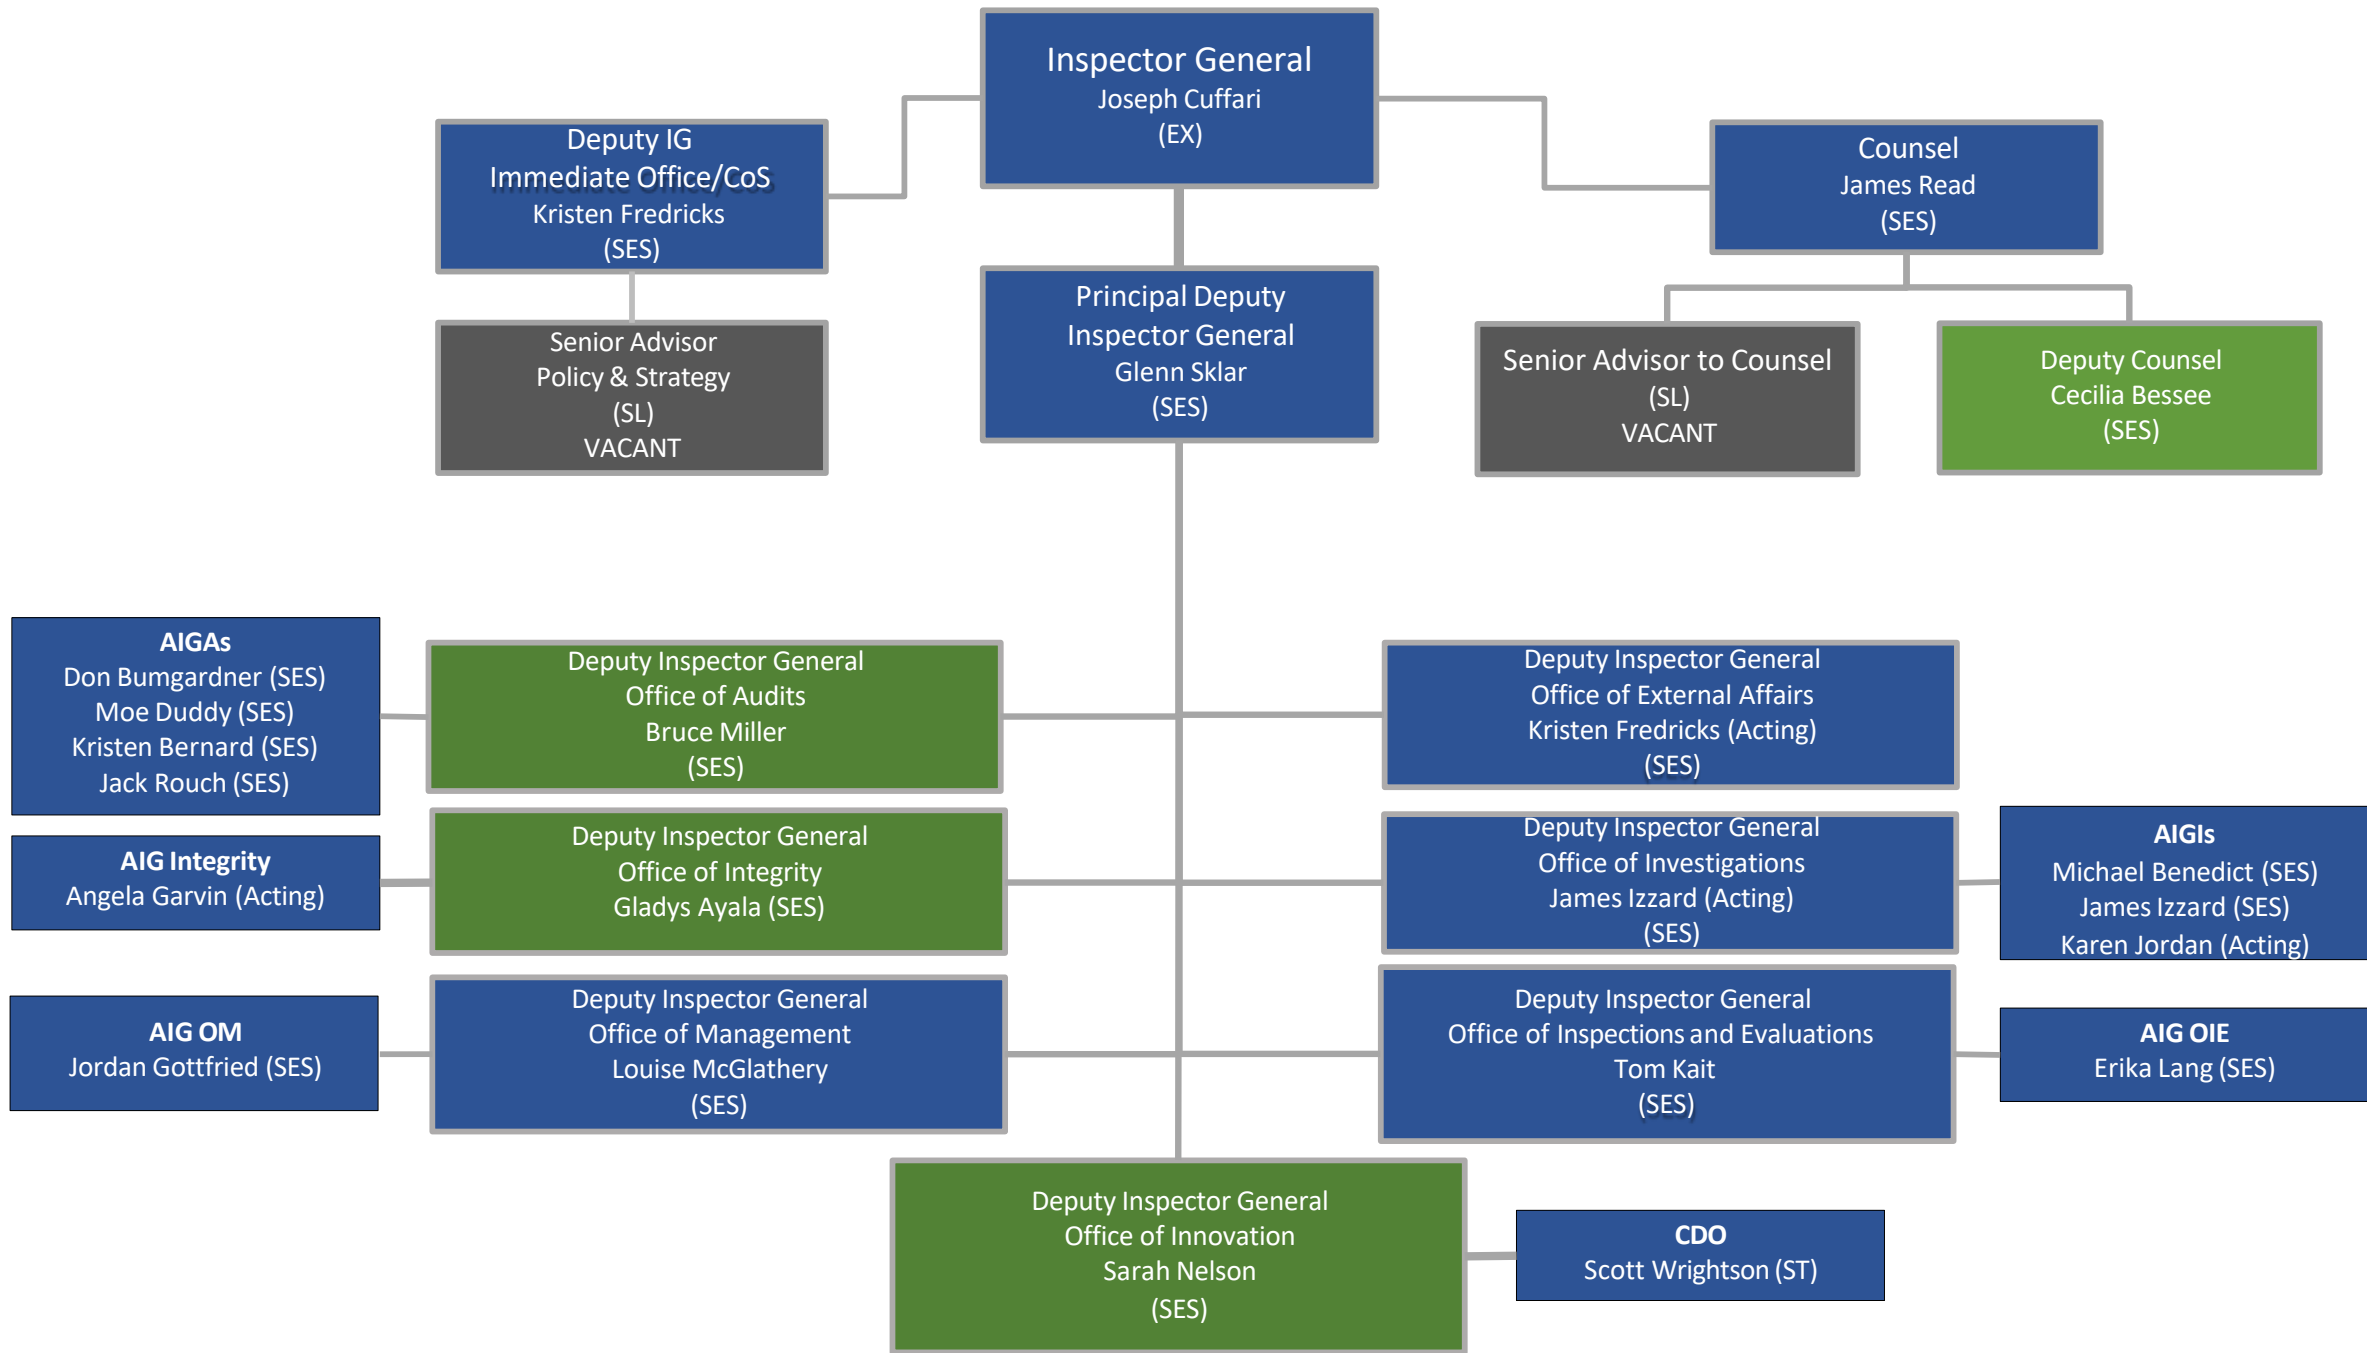 Inspector General
Joseph Cuffari
(EX)
Deputy IG
Immediate Office/CoS
Kristen Fredricks
(SES)
Counsel
James Read
(SES)
Principal Deputy
Inspector General
Glenn Sklar
(SES)
Senior Advisor
Policy & Strategy
(SL)
VACANT
Senior Advisor to Counsel
(SL)
VACANT
Deputy Counsel
Cecilia Bessee
(SES)
AIGAs
Don Bumgardner (SES)
Moe Duddy (SES)
Kristen Bernard (SES)
Jack Rouch (SES)
Deputy Inspector General
Office of Audits
Bruce Miller
(SES)
Deputy Inspector General
Office of External Affairs
Kristen Fredricks (Acting)
(SES)
AIG Integrity
Angela Garvin (Acting)
Deputy Inspector General
Office of Integrity
Gladys Ayala (SES)
Deputy Inspector General
Office of Investigations
James Izzard (Acting)
(SES)
AIGIs
Michael Benedict (SES)
James Izzard (SES)
Karen Jordan (Acting)
AIG OM
Jordan Gottfried (SES)
Deputy Inspector General
Office of Management
Louise McGlathery
(SES)
Deputy Inspector General
Office of Inspections and Evaluations
Tom Kait
(SES)
AIG OIE
Erika Lang (SES)
Deputy Inspector General
Office of Innovation
Sarah Nelson
(SES)
CDO
Scott Wrightson (ST)